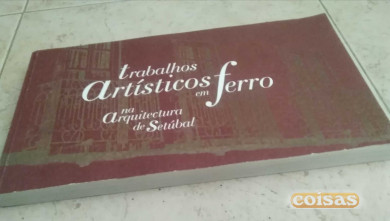 trabalhos
artísticos em ferro
na arquitectura
de Setúbal
coisas